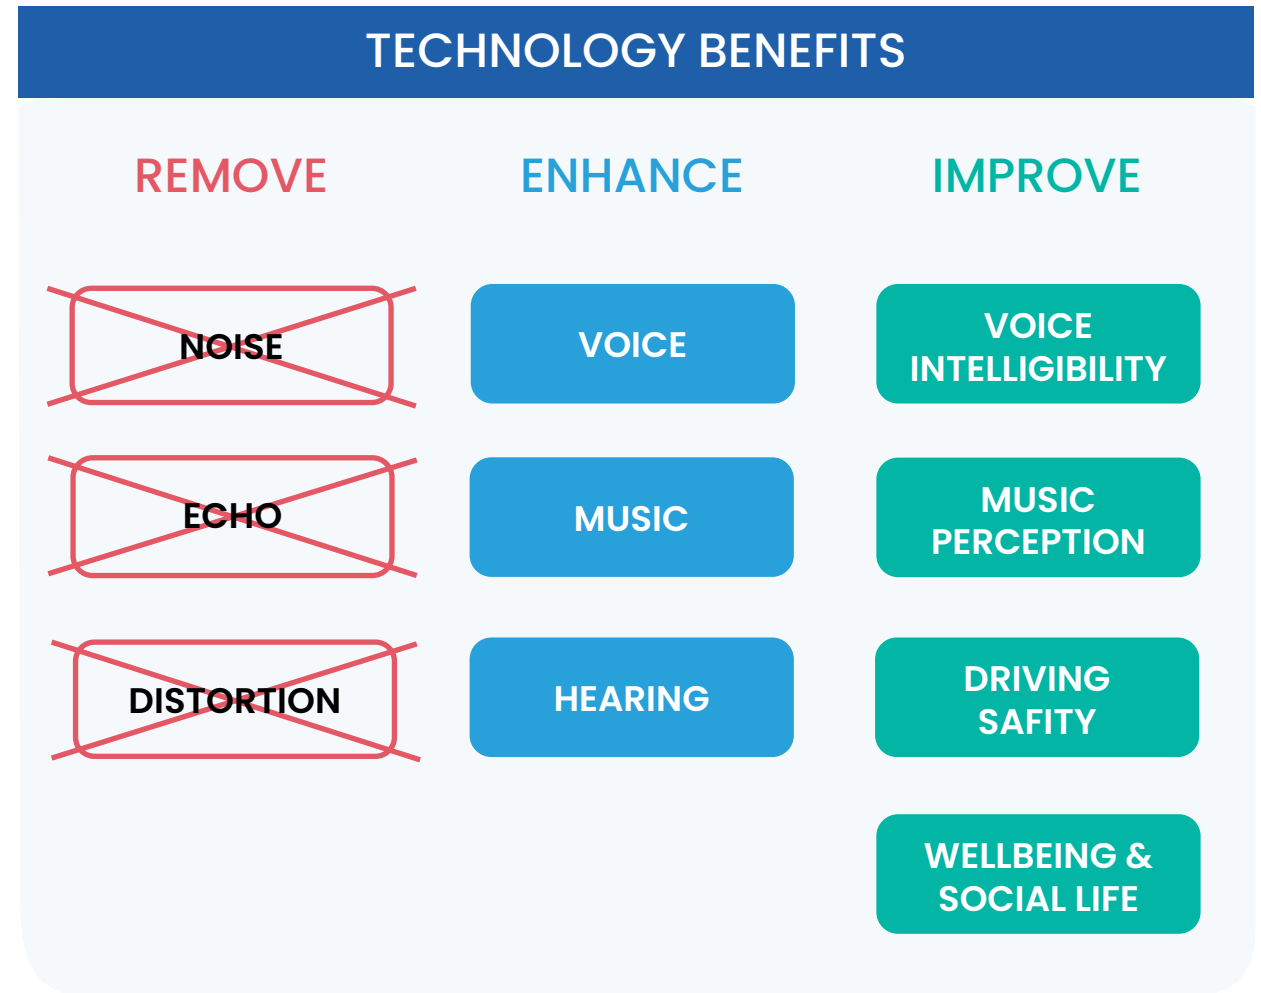 TECHNOLOGY BENEFITS
REMOVE
ENHANCE
IMPROVE
NOISE
VOICE
VOICE
INTELLIGIBILITY
ECHO
MUSIC
MUSIC
PERCEPTION
DISTORTION
HEARING
DRIVING
SAFITY
WELLBEING &
SOCIAL LIFE